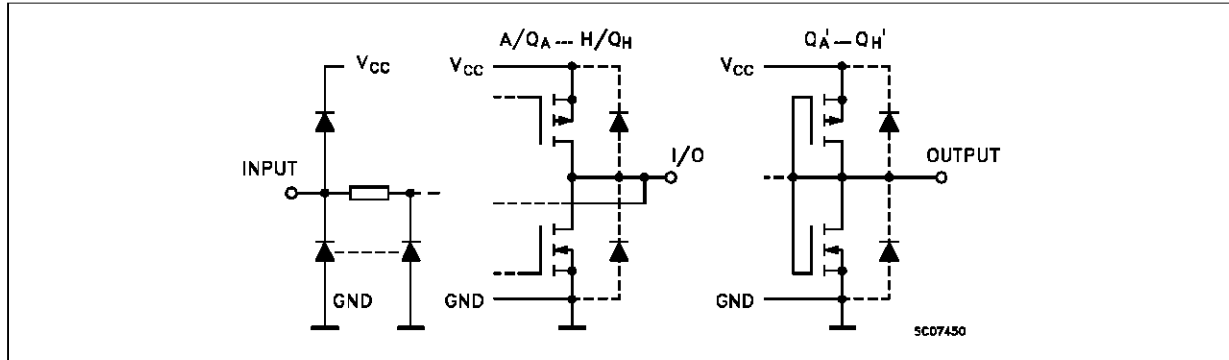 A/QA --- H/QH
QA' — QH'
VCC
VCC
VCC
INPUT
I/O
OUTPUT
GND
GND
GND
SC07450